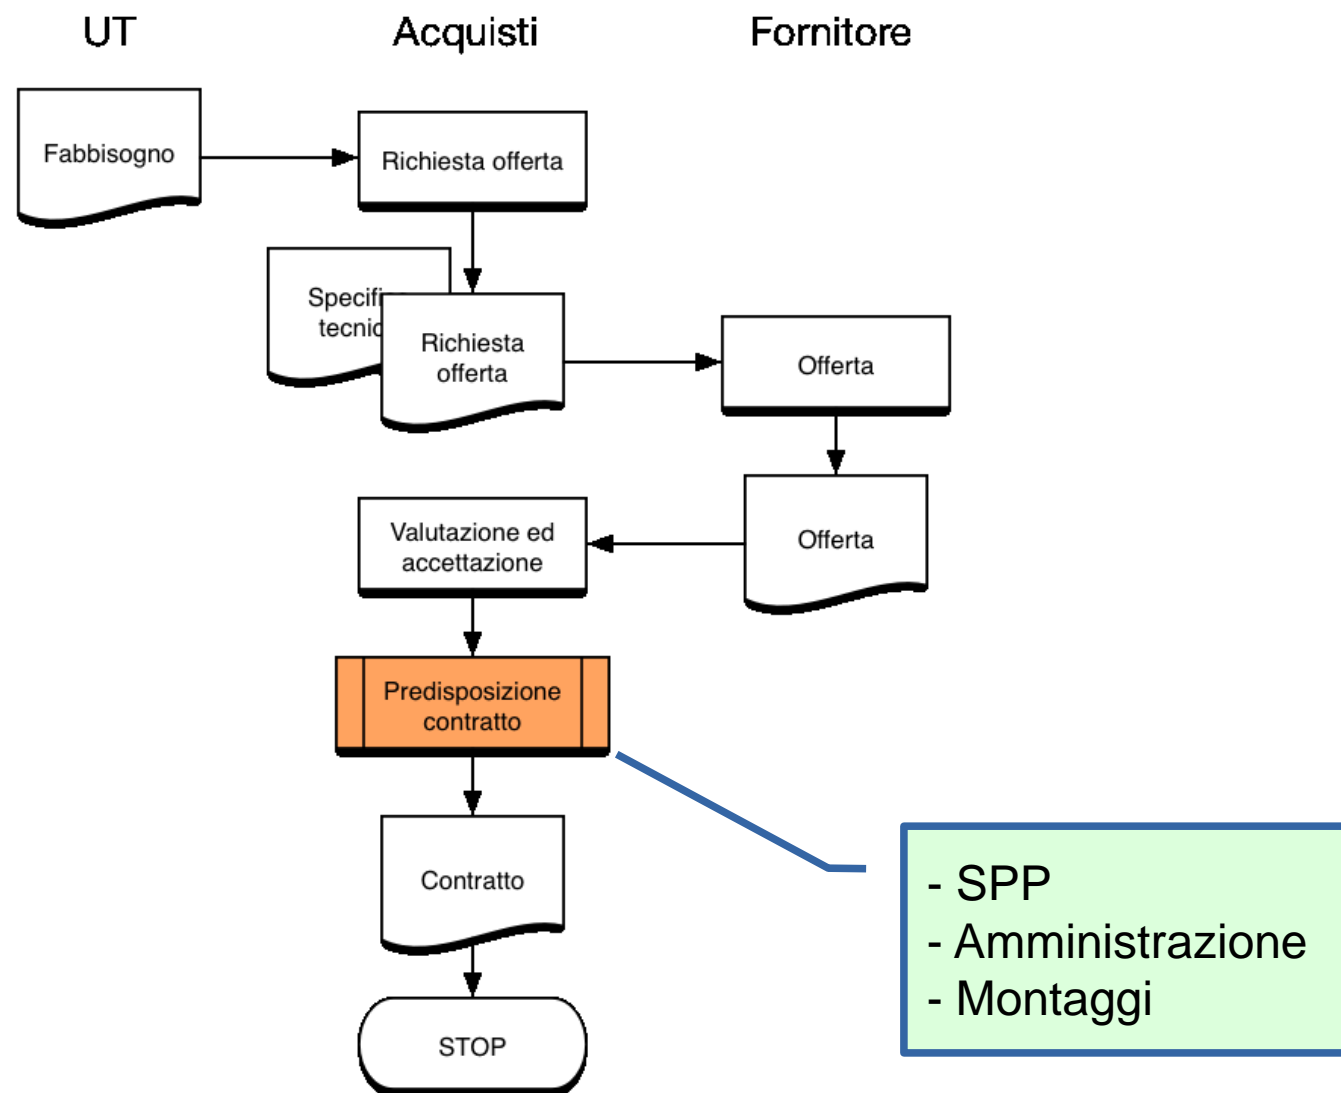 UT
Acquisti
Fornitore
Fabbisogno
Richiesta offerta
tecnic
Richiesta
offerta
Offerta
Valutazione ed
accettazione
Offerta
Predisposizione
contratto
Contratto
- SPP
- Amministrazione
- Montaggi
STOP